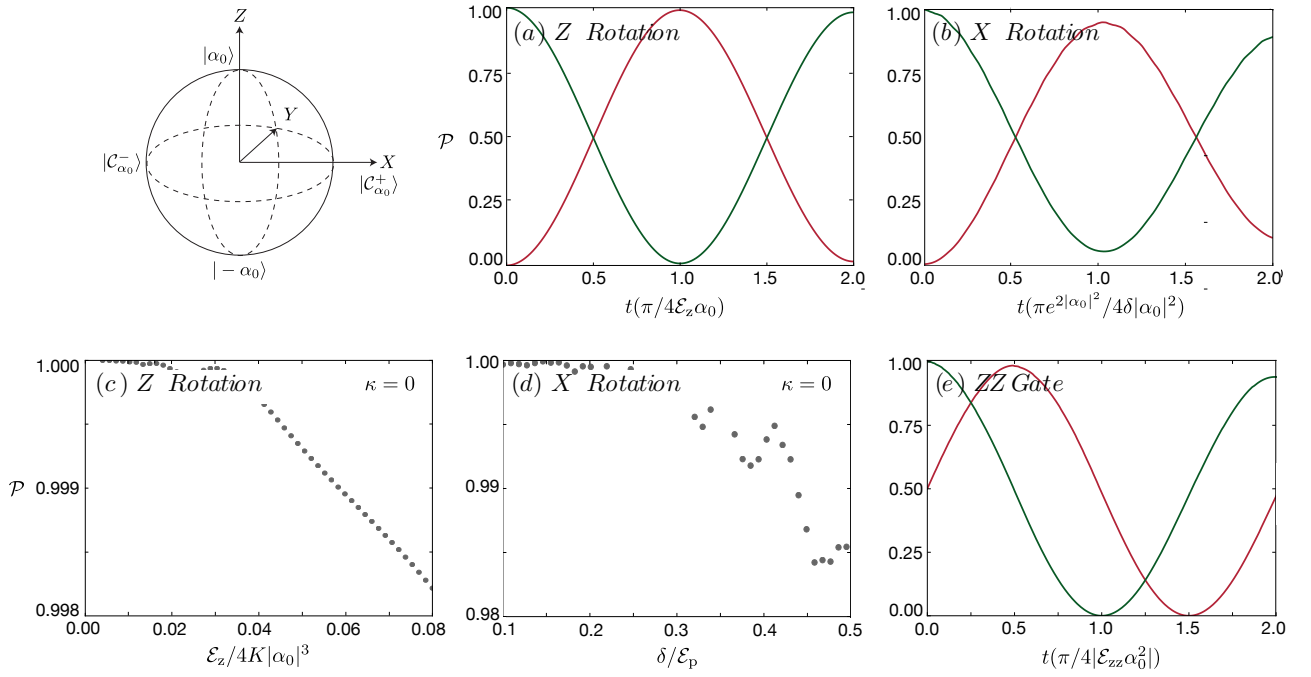 Z
|α₀⟩
Y
|𝒞⁻_α₀⟩
X
|𝒞⁺_α₀⟩
|−α₀⟩
(a) Z Rotation
𝒫
1.00
0.75
0.50
0.25
0.00
0.0
0.5
1.0
1.5
2.0
t(π/4ℰ_zα₀)
(b) X Rotation
1.00
0.75
0.50
0.25
0.00
0.0
0.5
1.0
1.5
2.0
t(πe^{2|α₀|²}/4δ|α₀|²)
(c) Z Rotation
κ = 0
𝒫
1.000
0.999
0.998
0.00
0.02
0.04
0.06
0.08
ℰ_z/4K|α₀|³
(d) X Rotation
κ = 0
1.00
0.99
0.98
0.1
0.2
0.3
0.4
0.5
δ/ℰ_p
(e) ZZ Gate
1.00
0.75
0.50
0.25
0.00
0.0
0.5
1.0
1.5
2.0
t(π/4|ℰ_zzα₀²|)